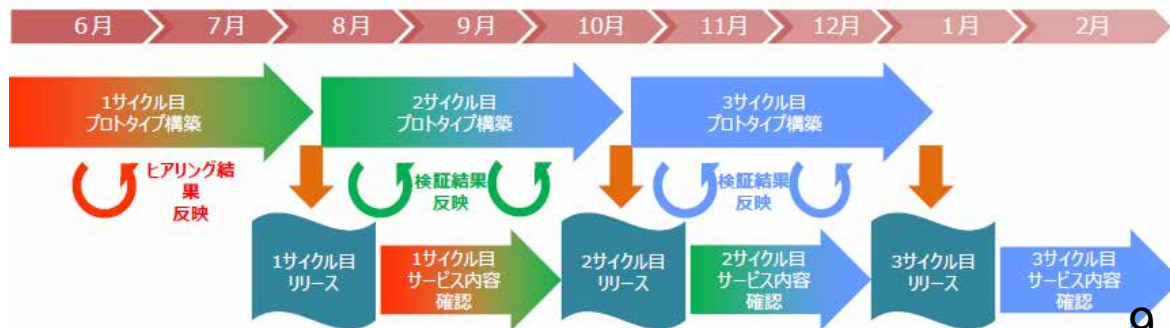 6月
7月
8月
9月
10月
11月
12月
1月
2月
1サイクル目
プロトタイプ構築
2サイクル目
プロトタイプ構築
3サイクル目
プロトタイプ構築
ヒアリング結
果
反映
検証結果
反映
検証結果
反映
1サイクル目
リリース
1サイクル目
サービス内容
確認
2サイクル目
リリース
2サイクル目
サービス内容
確認
3サイクル目
リリース
3サイクル目
サービス内容
確認
9